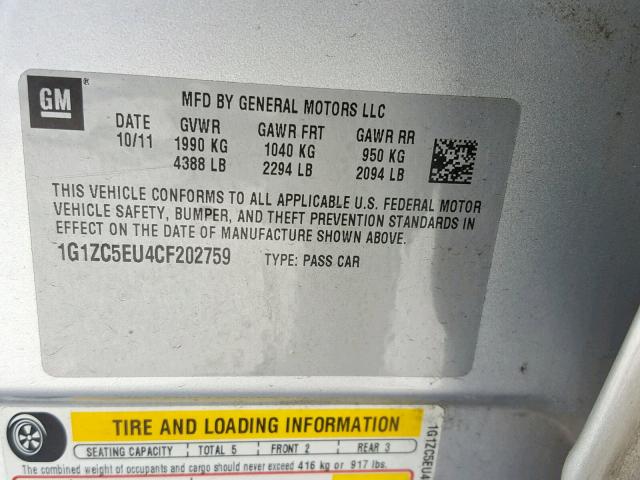 GM ®
MFD BY GENERAL MOTORS LLC
DATE GVWR GAWR FRT GAWR RR
10/11 1990 KG 1040 KG 950 KG
4388 LB 2294 LB 2094 LB
THIS VEHICLE CONFORMS TO ALL APPLICABLE U.S. FEDERAL MOTOR
VEHICLE SAFETY, BUMPER, AND THEFT PREVENTION STANDARDS IN
EFFECT ON THE DATE OF MANUFACTURE SHOWN ABOVE.
1G1ZC5EU4CF202759 TYPE: PASS CAR
TIRE AND LOADING INFORMATION
SEATING CAPACITY TOTAL 5 FRONT 2 REAR 3
The combined weight of occupants and cargo should never exceed 416 kg or 917 lbs.
1G1ZC5EU4